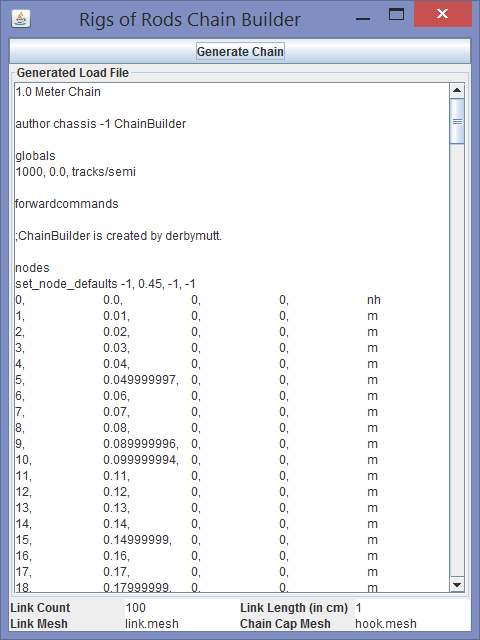 Rigs of Rods Chain Builder
Generate Chain
Generated Load File
1.0 Meter Chain
author chassis -1 ChainBuilder
globals
1000, 0.0, tracks/semi
forwardcommands
;ChainBuilder is created by derbymutt.
nodes
set_node_defaults -1, 0.45, -1, -1
0, 0.0, 0, 0, nh
1, 0.01, 0, 0, m
2, 0.02, 0, 0, m
3, 0.03, 0, 0, m
4, 0.04, 0, 0, m
5, 0.049999997, 0, 0, m
6, 0.06, 0, 0, m
7, 0.07, 0, 0, m
8, 0.08, 0, 0, m
9, 0.089999996, 0, 0, m
10, 0.099999994, 0, 0, m
11, 0.11, 0, 0, m
12, 0.12, 0, 0, m
13, 0.13, 0, 0, m
14, 0.14, 0, 0, m
15, 0.14999999, 0, 0, m
16, 0.16, 0, 0, m
17, 0.17, 0, 0, m
18, 0.17999999, 0, 0, m
Link Count 100 Link Length (in cm) 1
Link Mesh link.mesh Chain Cap Mesh hook.mesh